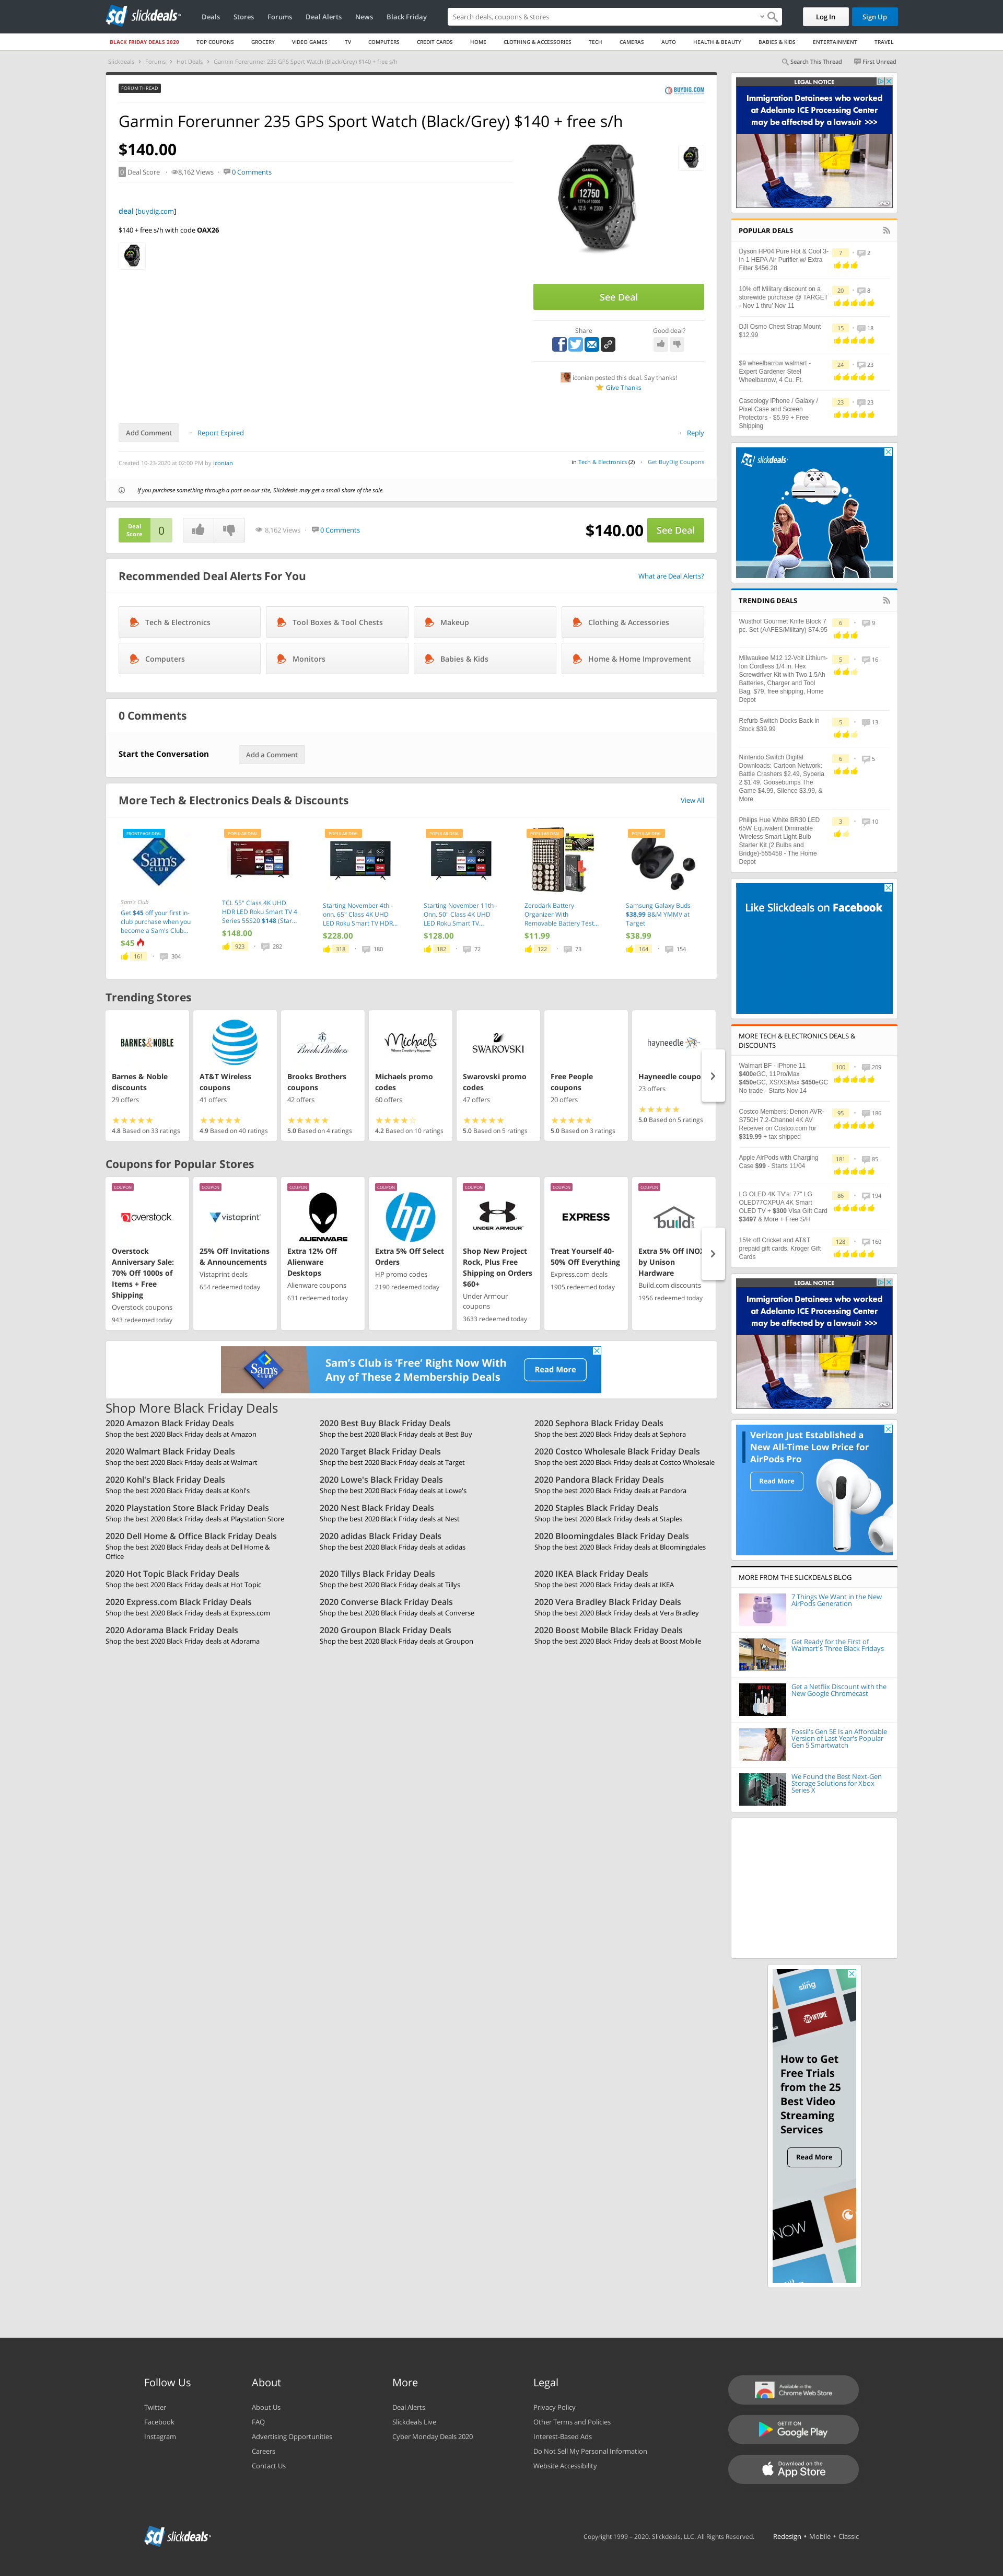 sd slickdeals
Deals
Stores
Forums
Deal Alerts
News
Black Friday
Search deals, coupons & stores
Log In
Sign Up
BLACK FRIDAY DEALS 2020
TOP COUPONS
GROCERY
VIDEO GAMES
TV
COMPUTERS
CREDIT CARDS
HOME
CLOTHING & ACCESSORIES
TECH
CAMERAS
AUTO
HEALTH & BEAUTY
BABIES & KIDS
ENTERTAINMENT
TRAVEL
Slickdeals > Forums > Hot Deals > Garmin Forerunner 235 GPS Sport Watch (Black/Grey) $140 + free s/h
Search This Thread
First Unread
FORUM THREAD
BUYDIG.COM
Garmin Forerunner 235 GPS Sport Watch (Black/Grey) $140 + free s/h
$140.00
0 Deal Score · 8,162 Views · 0 Comments
deal [buydig.com]
$140 + free s/h with code OAX26
GARMIN
12750
See Deal
Share
Good deal?
iconian posted this deal. Say thanks!
Give Thanks
Add Comment
· Report Expired
· Reply
Created 10-23-2020 at 02:00 PM by iconian
in Tech & Electronics (2) · Get BuyDig Coupons
If you purchase something through a post on our site, Slickdeals may get a small share of the sale.
Deal Score 0
8,162 Views · 0 Comments
$140.00
See Deal
Recommended Deal Alerts For You
What are Deal Alerts?
Tech & Electronics
Tool Boxes & Tool Chests
Makeup
Clothing & Accessories
Computers
Monitors
Babies & Kids
Home & Home Improvement
0 Comments
Start the Conversation
Add a Comment
More Tech & Electronics Deals & Discounts
View All
FRONTPAGE DEAL
Sam's CLUB
Sam's Club
Get $45 off your first in-
club purchase when you
become a Sam's Club...
$45
161 · 304
POPULAR DEAL
TCL 55" Class 4K UHD
HDR LED Roku Smart TV 4
Series 55S20 $148 (Star...
$148.00
923 · 282
POPULAR DEAL
Starting November 4th -
onn. 65" Class 4K UHD
LED Roku Smart TV HDR...
$228.00
318 · 180
POPULAR DEAL
Starting November 11th -
Onn. 50" Class 4K UHD
LED Roku Smart TV...
$128.00
182 · 72
POPULAR DEAL
Zerodark Battery
Organizer With
Removable Battery Test...
$11.99
122 · 73
POPULAR DEAL
Samsung Galaxy Buds
$38.99 B&M YMMV at
Target
$38.99
164 · 154
Trending Stores
BARNES&NOBLE
Barnes & Noble
discounts
29 offers
4.8 Based on 33 ratings
AT&T Wireless
coupons
41 offers
4.9 Based on 40 ratings
Brooks Brothers
Brooks Brothers
coupons
42 offers
5.0 Based on 4 ratings
Michaels
Where Creativity Happens
Michaels promo
codes
60 offers
4.2 Based on 10 ratings
SWAROVSKI
Swarovski promo
codes
47 offers
5.0 Based on 5 ratings
Free People
coupons
20 offers
5.0 Based on 3 ratings
hayneedle
Hayneedle coupo
23 offers
5.0 Based on 5 ratings
Coupons for Popular Stores
COUPON
overstock
Overstock
Anniversary Sale:
70% Off 1000s of
Items + Free
Shipping
Overstock coupons
943 redeemed today
COUPON
vistaprint
25% Off Invitations
& Announcements
Vistaprint deals
654 redeemed today
COUPON
ALIENWARE
Extra 12% Off
Alienware
Desktops
Alienware coupons
631 redeemed today
COUPON
hp
Extra 5% Off Select
Orders
HP promo codes
2190 redeemed today
COUPON
UNDER ARMOUR
Shop New Project
Rock, Plus Free
Shipping on Orders
$60+
Under Armour
coupons
3633 redeemed today
COUPON
EXPRESS
Treat Yourself 40-
50% Off Everything
Express.com deals
1905 redeemed today
COUPON
build
Extra 5% Off INOX
by Unison
Hardware
Build.com discounts
1956 redeemed today
Sam's CLUB
Sam's Club is 'Free' Right Now With
Any of These 2 Membership Deals
Read More
Shop More Black Friday Deals
2020 Amazon Black Friday Deals
Shop the best 2020 Black Friday deals at Amazon
2020 Best Buy Black Friday Deals
Shop the best 2020 Black Friday deals at Best Buy
2020 Sephora Black Friday Deals
Shop the best 2020 Black Friday deals at Sephora
2020 Walmart Black Friday Deals
Shop the best 2020 Black Friday deals at Walmart
2020 Target Black Friday Deals
Shop the best 2020 Black Friday deals at Target
2020 Costco Wholesale Black Friday Deals
Shop the best 2020 Black Friday deals at Costco Wholesale
2020 Kohl's Black Friday Deals
Shop the best 2020 Black Friday deals at Kohl's
2020 Lowe's Black Friday Deals
Shop the best 2020 Black Friday deals at Lowe's
2020 Pandora Black Friday Deals
Shop the best 2020 Black Friday deals at Pandora
2020 Playstation Store Black Friday Deals
Shop the best 2020 Black Friday deals at Playstation Store
2020 Nest Black Friday Deals
Shop the best 2020 Black Friday deals at Nest
2020 Staples Black Friday Deals
Shop the best 2020 Black Friday deals at Staples
2020 Dell Home & Office Black Friday Deals
Shop the best 2020 Black Friday deals at Dell Home &
Office
2020 adidas Black Friday Deals
Shop the best 2020 Black Friday deals at adidas
2020 Bloomingdales Black Friday Deals
Shop the best 2020 Black Friday deals at Bloomingdales
2020 Hot Topic Black Friday Deals
Shop the best 2020 Black Friday deals at Hot Topic
2020 Tillys Black Friday Deals
Shop the best 2020 Black Friday deals at Tillys
2020 IKEA Black Friday Deals
Shop the best 2020 Black Friday deals at IKEA
2020 Express.com Black Friday Deals
Shop the best 2020 Black Friday deals at Express.com
2020 Converse Black Friday Deals
Shop the best 2020 Black Friday deals at Converse
2020 Vera Bradley Black Friday Deals
Shop the best 2020 Black Friday deals at Vera Bradley
2020 Adorama Black Friday Deals
Shop the best 2020 Black Friday deals at Adorama
2020 Groupon Black Friday Deals
Shop the best 2020 Black Friday deals at Groupon
2020 Boost Mobile Black Friday Deals
Shop the best 2020 Black Friday deals at Boost Mobile
LEGAL NOTICE
Immigration Detainees who worked
at Adelanto ICE Processing Center
may be affected by a lawsuit >>>
POPULAR DEALS
Dyson HP04 Pure Hot & Cool 3-
in-1 HEPA Air Purifier w/ Extra
Filter $456.28
7 · 2
10% off Military discount on a
storewide purchase @ TARGET
- Nov 1 thru' Nov 11
20 · 8
DJI Osmo Chest Strap Mount
$12.99
15 · 18
$9 wheelbarrow walmart -
Expert Gardener Steel
Wheelbarrow, 4 Cu. Ft.
24 · 23
Caseology iPhone / Galaxy /
Pixel Case and Screen
Protectors - $5.99 + Free
Shipping
23 · 23
sd slickdeals
TRENDING DEALS
Wusthof Gourmet Knife Block 7
pc. Set (AAFES/Military) $74.95
6 · 9
Milwaukee M12 12-Volt Lithium-
Ion Cordless 1/4 in. Hex
Screwdriver Kit with Two 1.5Ah
Batteries, Charger and Tool
Bag, $79, free shipping, Home
Depot
5 · 16
Refurb Switch Docks Back in
Stock $39.99
5 · 13
Nintendo Switch Digital
Downloads: Cartoon Network:
Battle Crashers $2.49, Syberia
2 $1.49, Goosebumps The
Game $4.99, Silence $3.99, &
More
6 · 5
Philips Hue White BR30 LED
65W Equivalent Dimmable
Wireless Smart Light Bulb
Starter Kit (2 Bulbs and
Bridge)-555458 - The Home
Depot
3 · 10
Like Slickdeals on Facebook
MORE TECH & ELECTRONICS DEALS &
DISCOUNTS
Walmart BF - iPhone 11
$400eGC, 11Pro/Max
$450eGC, XS/XSMax $450eGC
No trade - Starts Nov 14
100 · 209
Costco Members: Denon AVR-
S750H 7.2-Channel 4K AV
Receiver on Costco.com for
$319.99 + tax shipped
95 · 186
Apple AirPods with Charging
Case $99 - Starts 11/04
181 · 85
LG OLED 4K TV's: 77" LG
OLED77CXPUA 4K Smart
OLED TV + $300 Visa Gift Card
$3497 & More + Free S/H
86 · 194
15% off Cricket and AT&T
prepaid gift cards, Kroger Gift
Cards
128 · 160
LEGAL NOTICE
Immigration Detainees who worked
at Adelanto ICE Processing Center
may be affected by a lawsuit >>>
Verizon Just Established a
New All-Time Low Price for
AirPods Pro
Read More
MORE FROM THE SLICKDEALS BLOG
7 Things We Want in the New
AirPods Generation
Get Ready for the First of
Walmart's Three Black Fridays
Get a Netflix Discount with the
New Google Chromecast
Fossil's Gen 5E Is an Affordable
Version of Last Year's Popular
Gen 5 Smartwatch
We Found the Best Next-Gen
Storage Solutions for Xbox
Series X
sling
SHOWTIME
How to Get
Free Trials
from the 25
Best Video
Streaming
Services
Read More
NOW
Follow Us
Twitter
Facebook
Instagram
About
About Us
FAQ
Advertising Opportunities
Careers
Contact Us
More
Deal Alerts
Slickdeals Live
Cyber Monday Deals 2020
Legal
Privacy Policy
Other Terms and Policies
Interest-Based Ads
Do Not Sell My Personal Information
Website Accessibility
Available in the
Chrome Web Store
GET IT ON
Google Play
Download on the
App Store
sd slickdeals
Copyright 1999 – 2020. Slickdeals, LLC. All Rights Reserved.
Redesign • Mobile • Classic